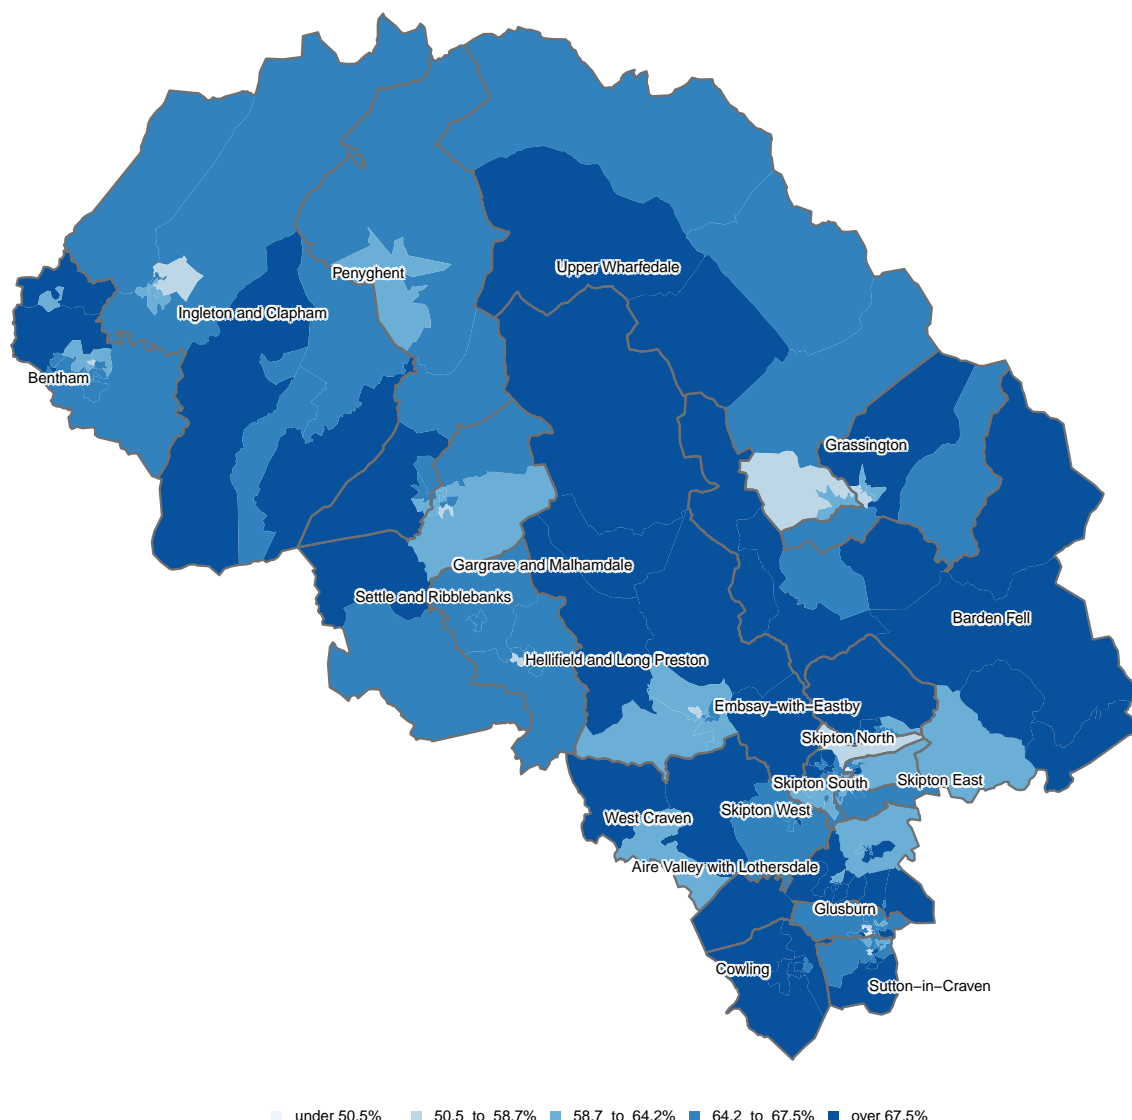 Upper Wharfedale
Penyghent
Ingleton and Clapham
Bentham
Grassington
Gargrave and Malhamdale
Settle and Ribblebanks
Barden Fell
Hellifield and Long Preston
Embsay−with−Eastby
Skipton North
Skipton South
Skipton East
Skipton West
West Craven
Aire Valley with Lothersdale
Glusburn
Cowling
Sutton−in−Craven
under 50.5% 50.5 to 58.7% 58.7 to 64.2% 64.2 to 67.5% over 67.5%